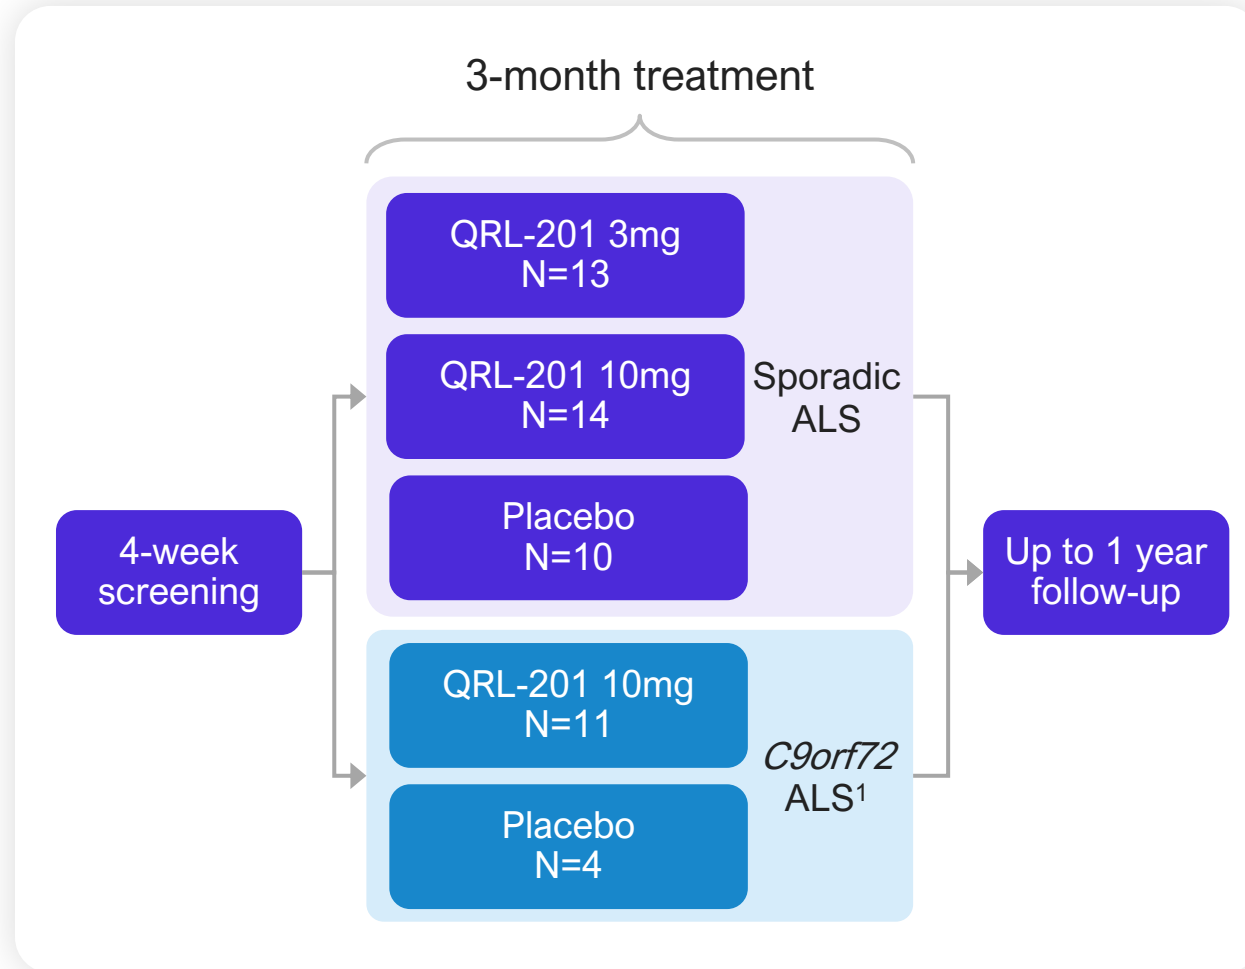 3-month treatment
4-week
screening
QRL-201 3mg
N=13
QRL-201 10mg
N=14
Placebo
N=10
Sporadic
ALS
QRL-201 10mg
N=11
Placebo
N=4
C9orf72
ALS¹
Up to 1 year
follow-up